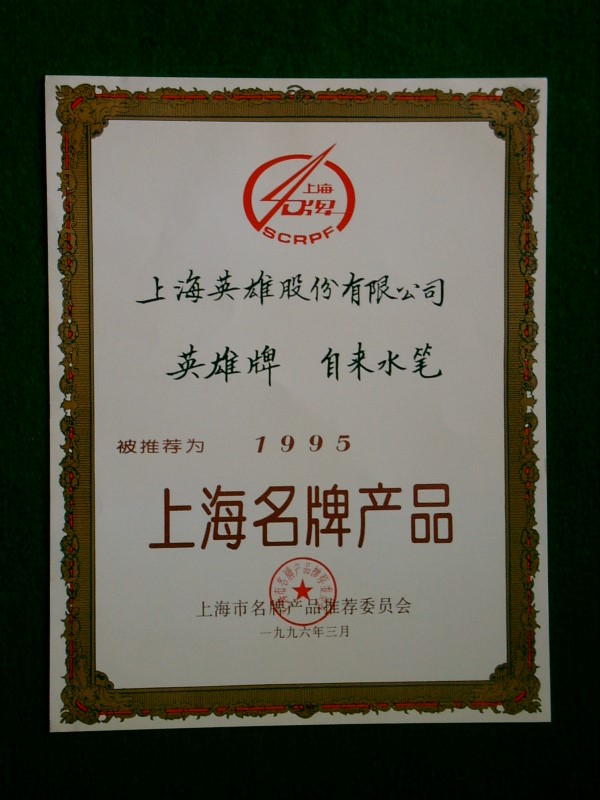 上海
名牌
SCRPF
上海英雄股份有限公司
英雄牌 自来水笔
被推荐为 1995
上海名牌产品
上海市名牌产品推荐委员会
一九九六年三月